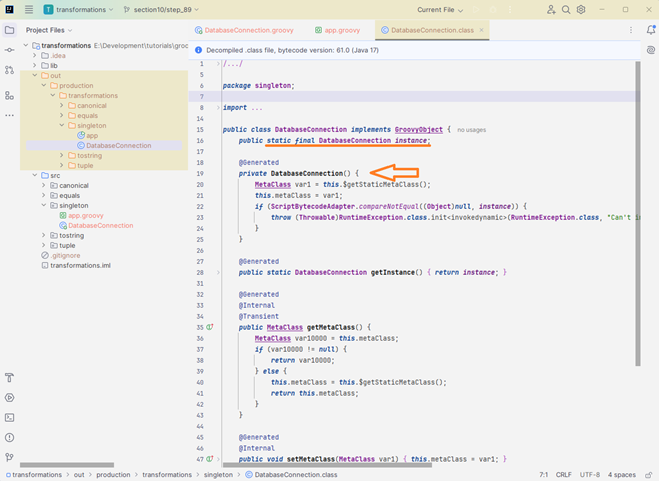 transformations
section10/step_89
Current File
Project Files
transformations E:\Development\tutorials\groo
.idea
lib
out
production
transformations
canonical
equals
singleton
app
DatabaseConnection
tostring
tuple
src
canonical
equals
singleton
app.groovy
DatabaseConnection
tostring
tuple
.gitignore
transformations.iml
DatabaseConnection.groovy
app.groovy
DatabaseConnection.class
Decompiled .class file, bytecode version: 61.0 (Java 17)
1 /.../
5
6 package singleton;
7
8 import ...
14
15 public class DatabaseConnection implements GroovyObject { no usages
16 public static final DatabaseConnection instance;
17
18 @Generated
19 private DatabaseConnection() {
20 MetaClass var1 = this.$getStaticMetaClass();
21 this.metaClass = var1;
22 if (ScriptBytecodeAdapter.compareNotEqual((Object)null, instance)) {
23 throw (Throwable)RuntimeException.class.init<invokedynamic>(RuntimeException.class, "Can't i
24 }
25 }
26
27 @Generated
28 public static DatabaseConnection getInstance() { return instance; }
31
32 @Generated
33 @Internal
34 @Transient
35 public MetaClass getMetaClass() {
36 MetaClass var10000 = this.metaClass;
37 if (var10000 != null) {
38 return var10000;
39 } else {
40 this.metaClass = this.$getStaticMetaClass();
41 return this.metaClass;
42 }
43 }
44
45 @Generated
46 @Internal
47 public void setMetaClass(MetaClass var1) { this.metaClass = var1; }
transformations > out > production > transformations > singleton > DatabaseConnection.class
7:1 CRLF UTF-8 4 spaces